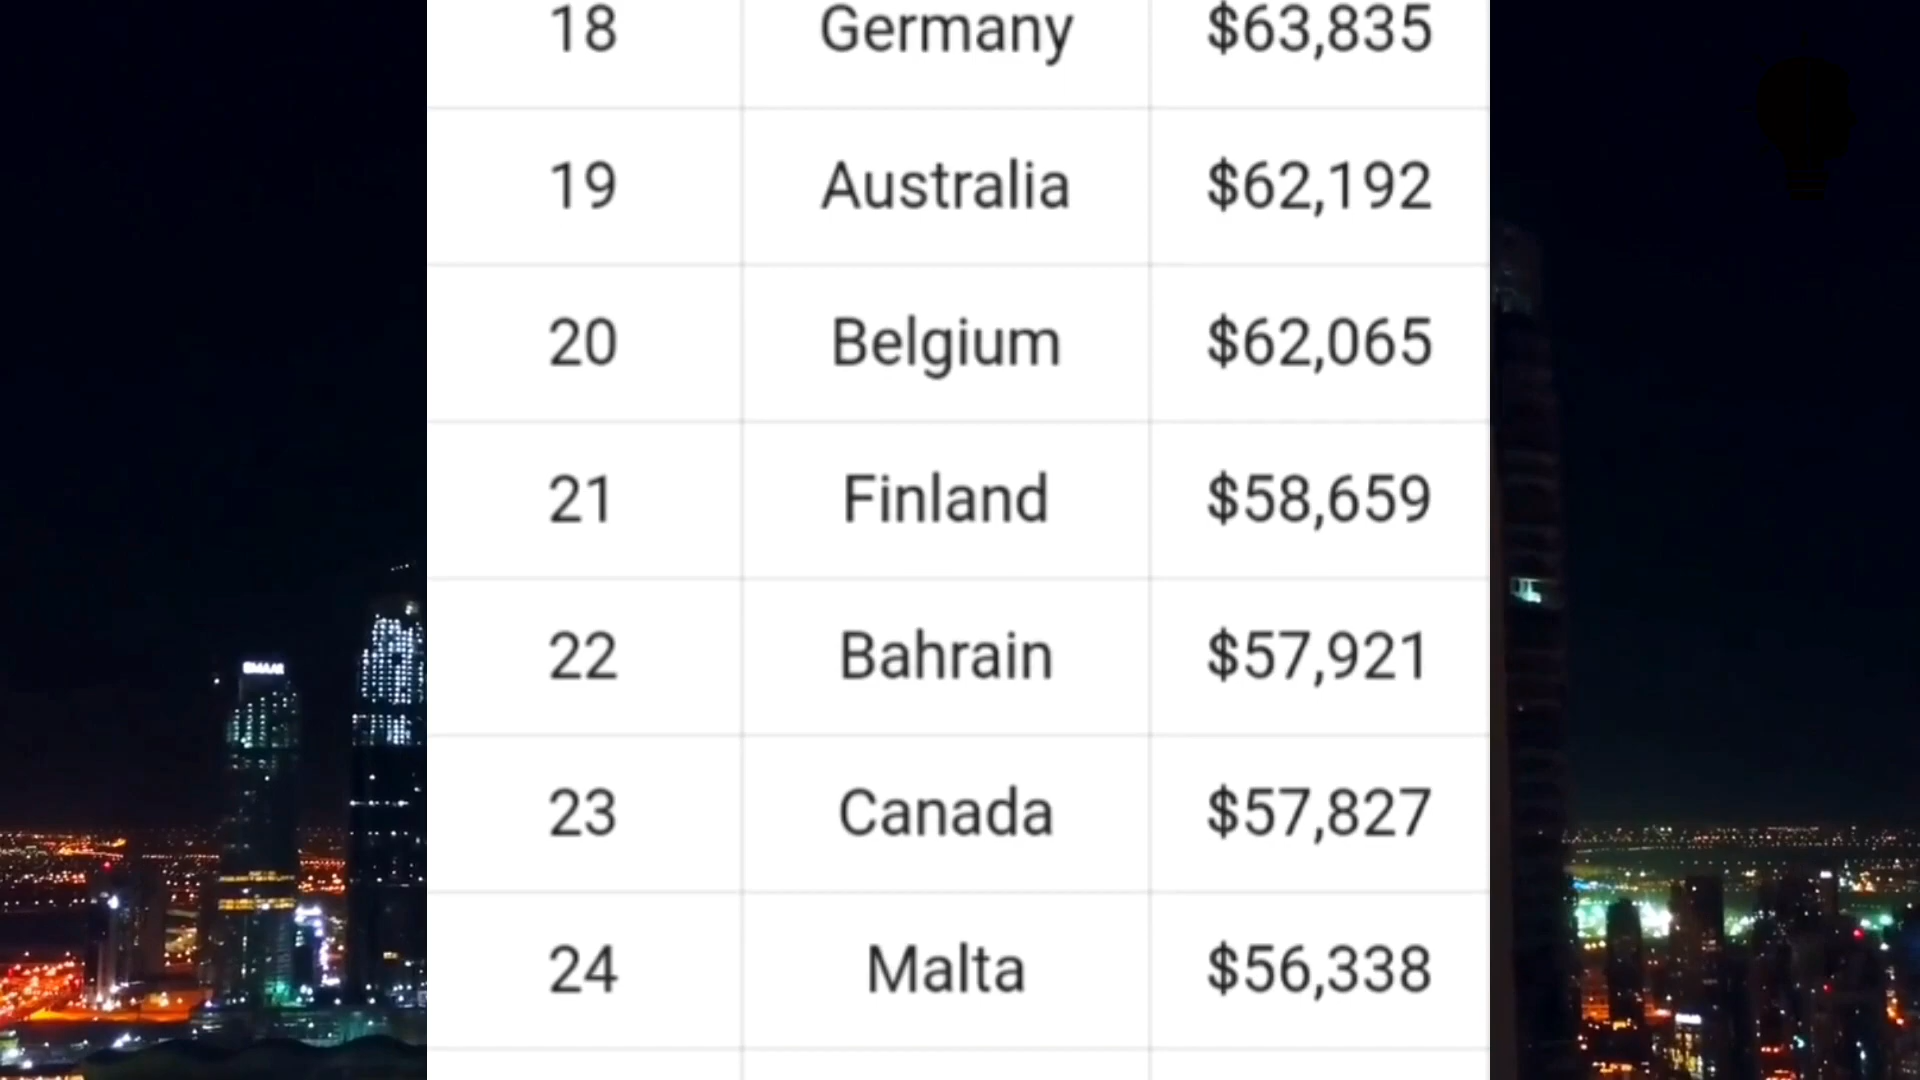 18 Germany $63,835
19 Australia $62,192
20 Belgium $62,065
21 Finland $58,659
22 Bahrain $57,921
23 Canada $57,827
24 Malta $56,338
EMAAR